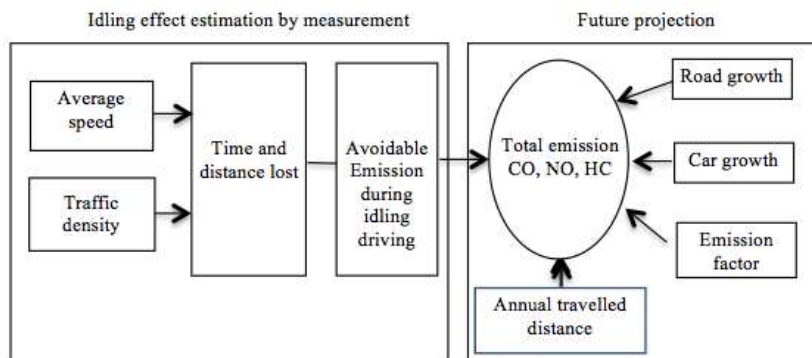 Idling effect estimation by measurement
Future projection
Average
speed
Traffic
density
Time and
distance lost
Avoidable
Emission
during
idling
driving
Total emission
CO, NO, HC
Road growth
Car growth
Emission
factor
Annual travelled
distance